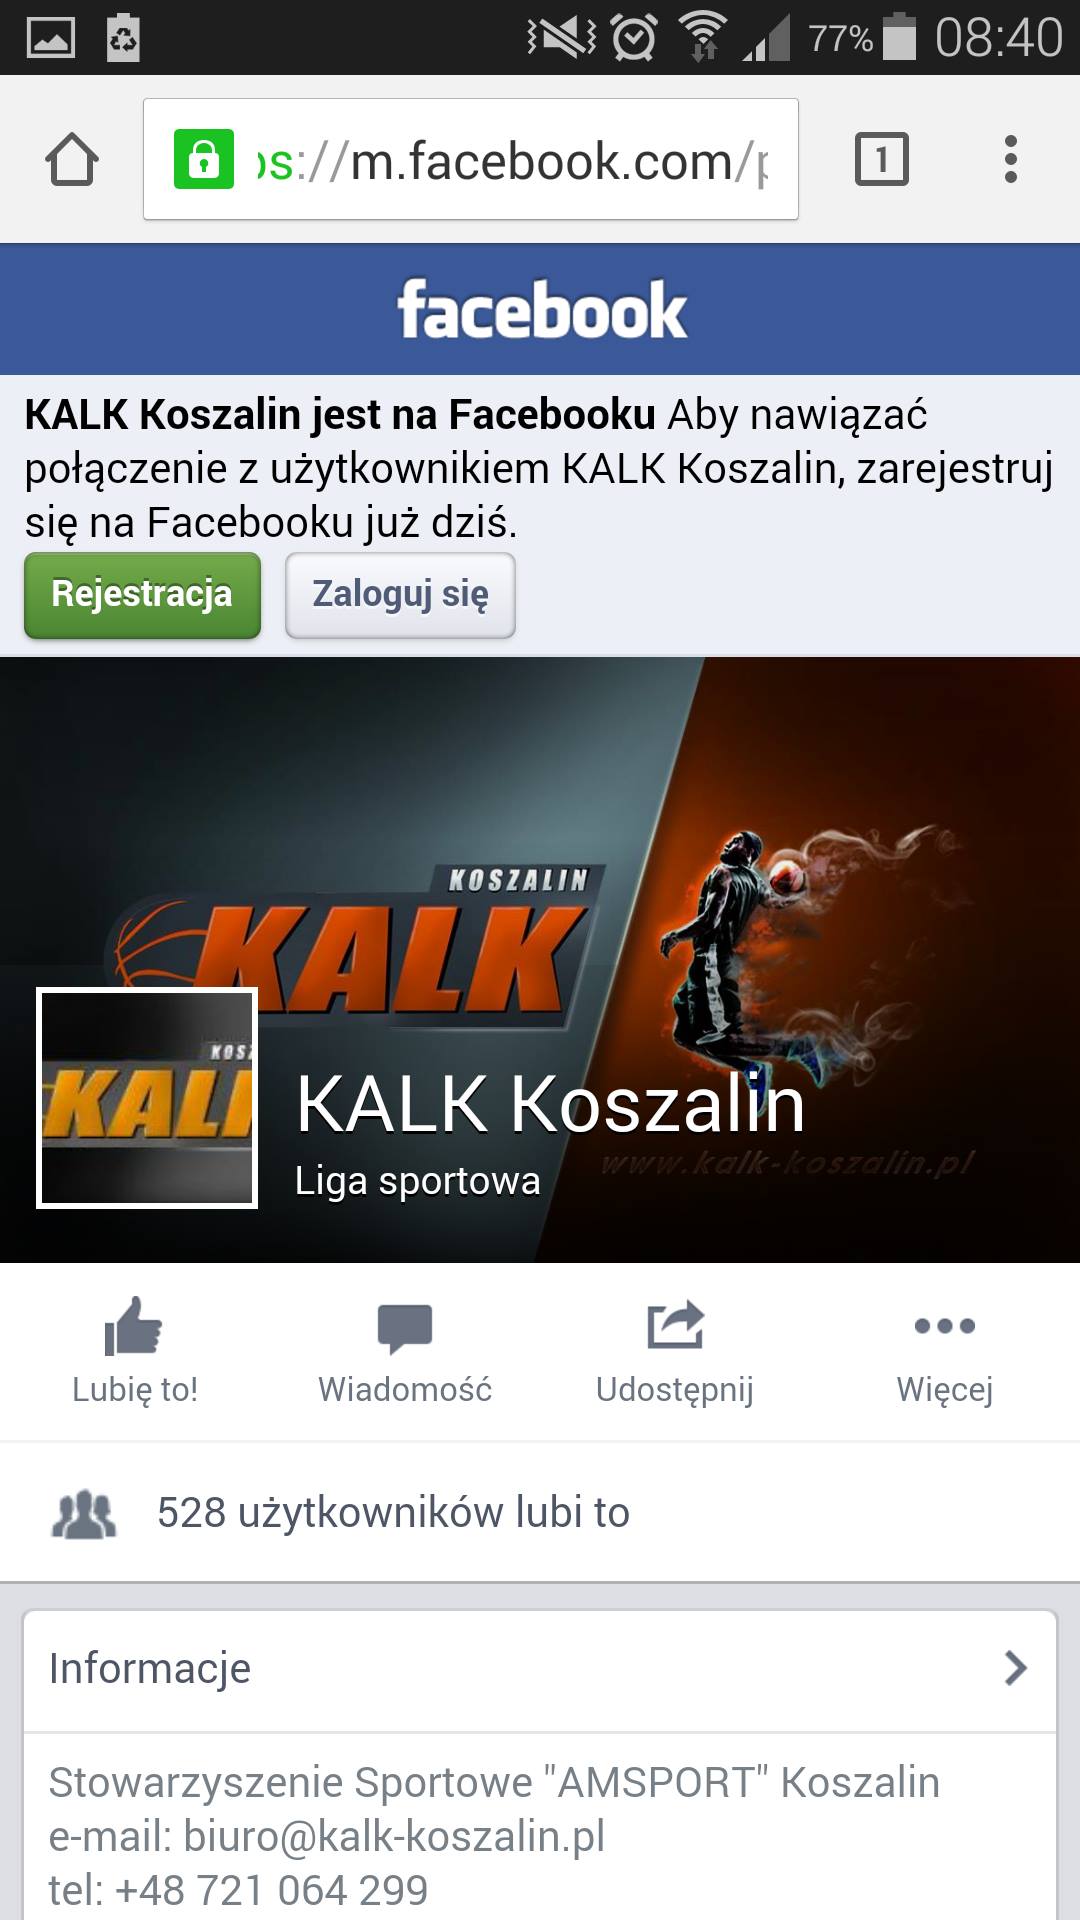 77% 08:40
ps://m.facebook.com/p
1
facebook
KALK Koszalin jest na Facebooku Aby nawiązać
połączenie z użytkownikiem KALK Koszalin, zarejestruj
się na Facebooku już dziś.
Rejestracja Zaloguj się
KOSZALIN
KALK
KOSZ
KALK
KALK Koszalin
www.kalk-koszalin.pl
Liga sportowa
Lubię to! Wiadomość Udostępnij Więcej
528 użytkowników lubi to
Informacje
Stowarzyszenie Sportowe "AMSPORT" Koszalin
e-mail: biuro@kalk-koszalin.pl
tel: +48 721 064 299